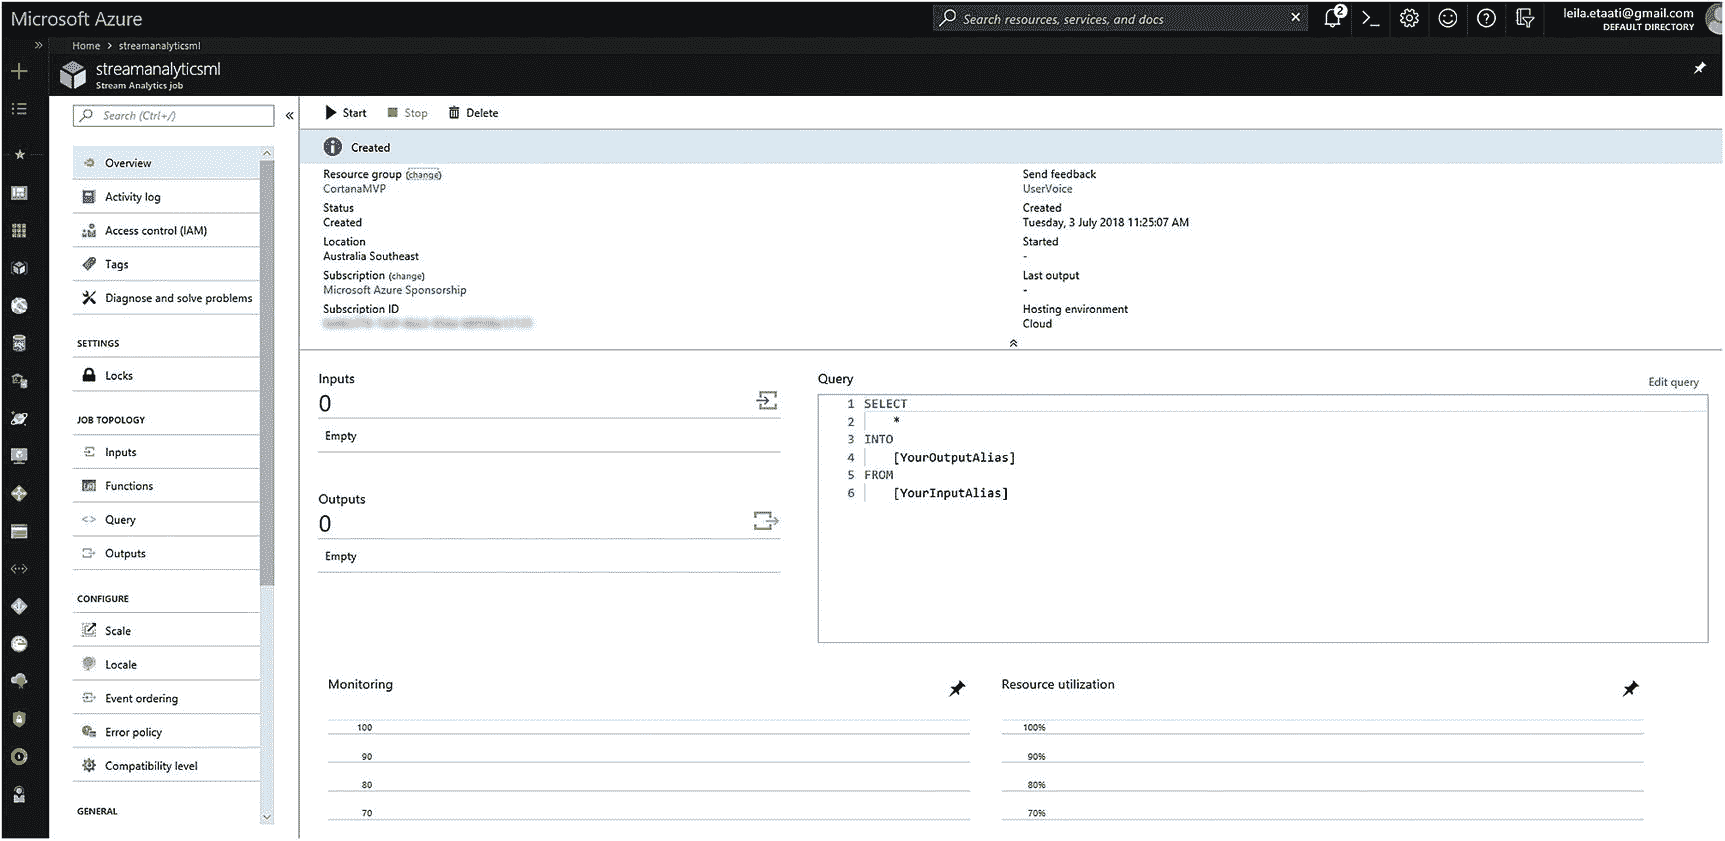 Microsoft Azure
Search resources, services, and docs
2
leila.etaati@gmail.com
DEFAULT DIRECTORY
Home > streamanalyticsml
streamanalyticsml
Stream Analytics job
Search (Ctrl+/)
Overview
Activity log
Access control (IAM)
Tags
Diagnose and solve problems
SETTINGS
Locks
JOB TOPOLOGY
Inputs
Functions
Query
Outputs
CONFIGURE
Scale
Locale
Event ordering
Error policy
Compatibility level
GENERAL
Start Stop Delete
Created
Resource group (change)
CortanaMVP
Status
Created
Location
Australia Southeast
Subscription (change)
Microsoft Azure Sponsorship
Subscription ID
Send feedback
UserVoice
Created
Tuesday, 3 July 2018 11:25:07 AM
Started
-
Last output
-
Hosting environment
Cloud
Inputs
0
Empty
Outputs
0
Empty
Query
Edit query
1 SELECT
2 *
3 INTO
4 [YourOutputAlias]
5 FROM
6 [YourInputAlias]
Monitoring
100
90
80
70
Resource utilization
100%
90%
80%
70%